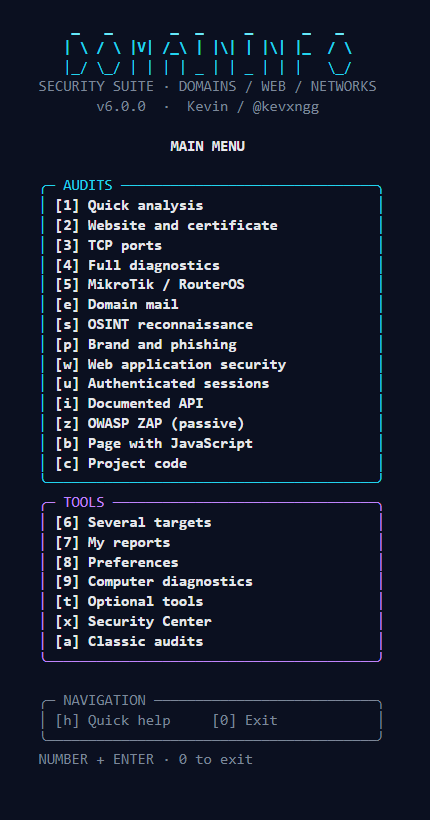 SECURITY SUITE · DOMAINS / WEB / NETWORKS
v6.0.0 · Kevin / @kevxngg
MAIN MENU
AUDITS
[1] Quick analysis
[2] Website and certificate
[3] TCP ports
[4] Full diagnostics
[5] MikroTik / RouterOS
[e] Domain mail
[s] OSINT reconnaissance
[p] Brand and phishing
[w] Web application security
[u] Authenticated sessions
[i] Documented API
[z] OWASP ZAP (passive)
[b] Page with JavaScript
[c] Project code
TOOLS
[6] Several targets
[7] My reports
[8] Preferences
[9] Computer diagnostics
[t] Optional tools
[x] Security Center
[a] Classic audits
NAVIGATION
[h] Quick help [0] Exit
NUMBER + ENTER · 0 to exit